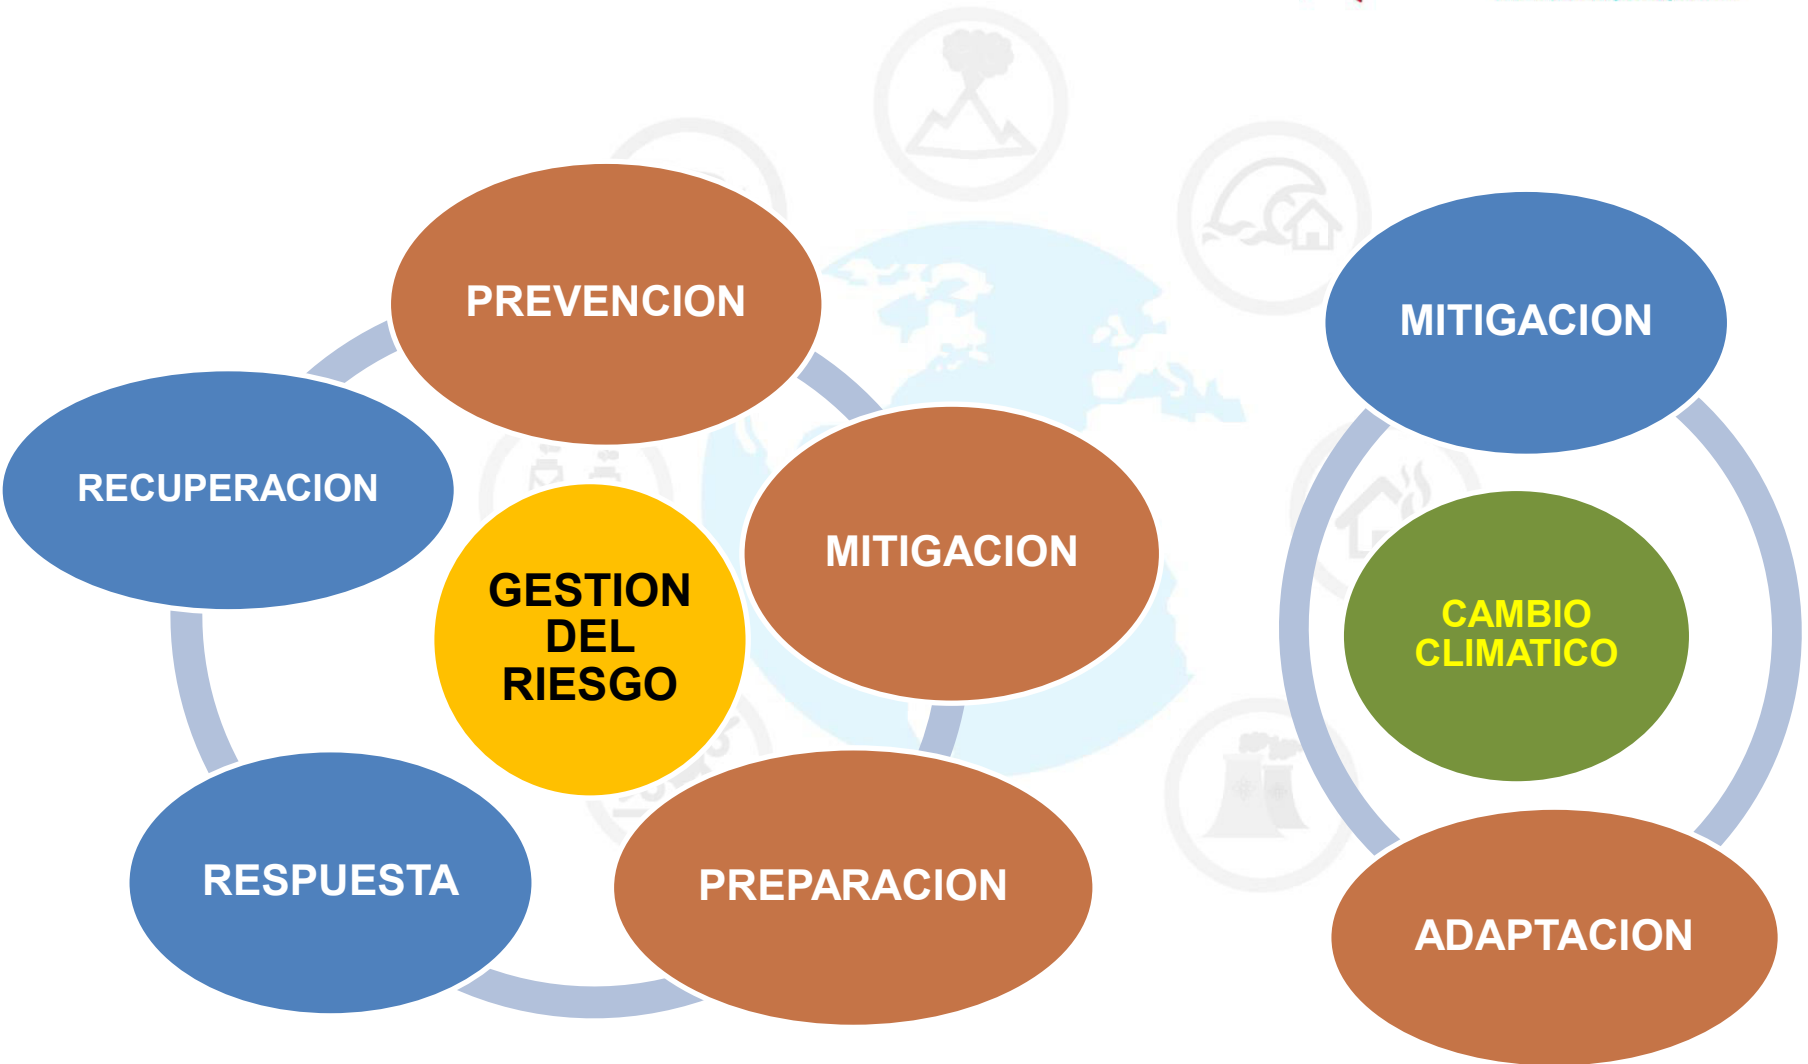 PREVENCION
MITIGACION
RECUPERACION
MITIGACION
GESTION
DEL
RIESGO
CAMBIO
CLIMATICO
RESPUESTA
PREPARACION
ADAPTACION